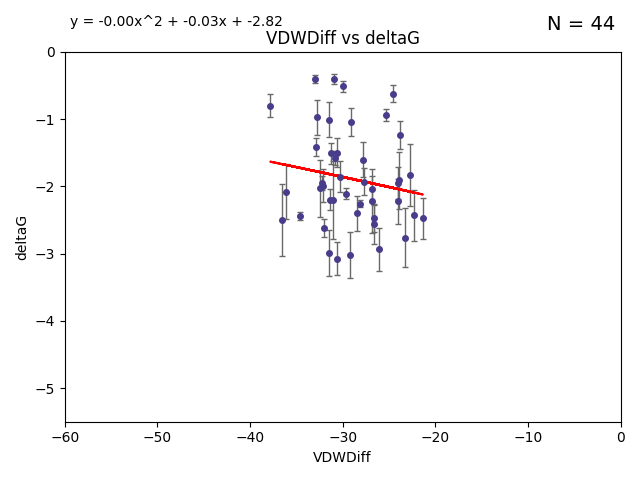 y = -0.00x^2 + -0.03x + -2.82
N = 44
VDWDiff vs deltaG
0
−1
−2
−3
−4
−5
deltaG
−60 −50 −40 −30 −20 −10 0
VDWDiff